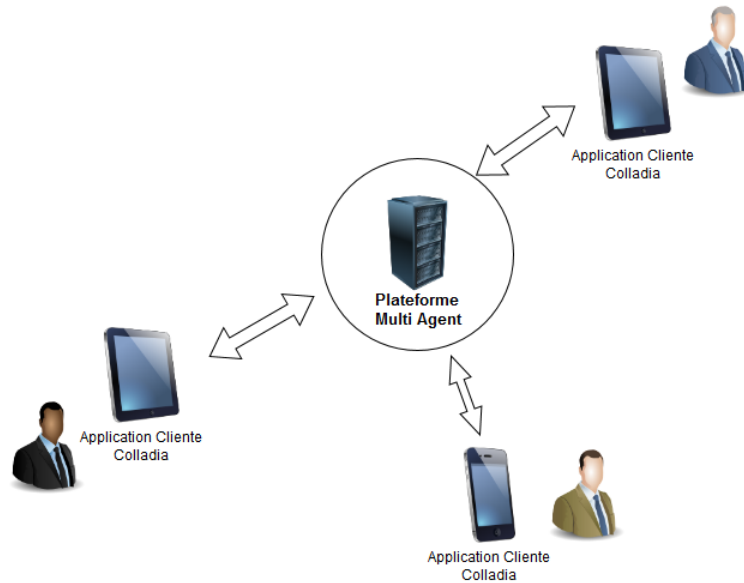 Application Cliente
Colladia
Plateforme
Multi Agent
Application Cliente
Colladia
Application Cliente
Colladia